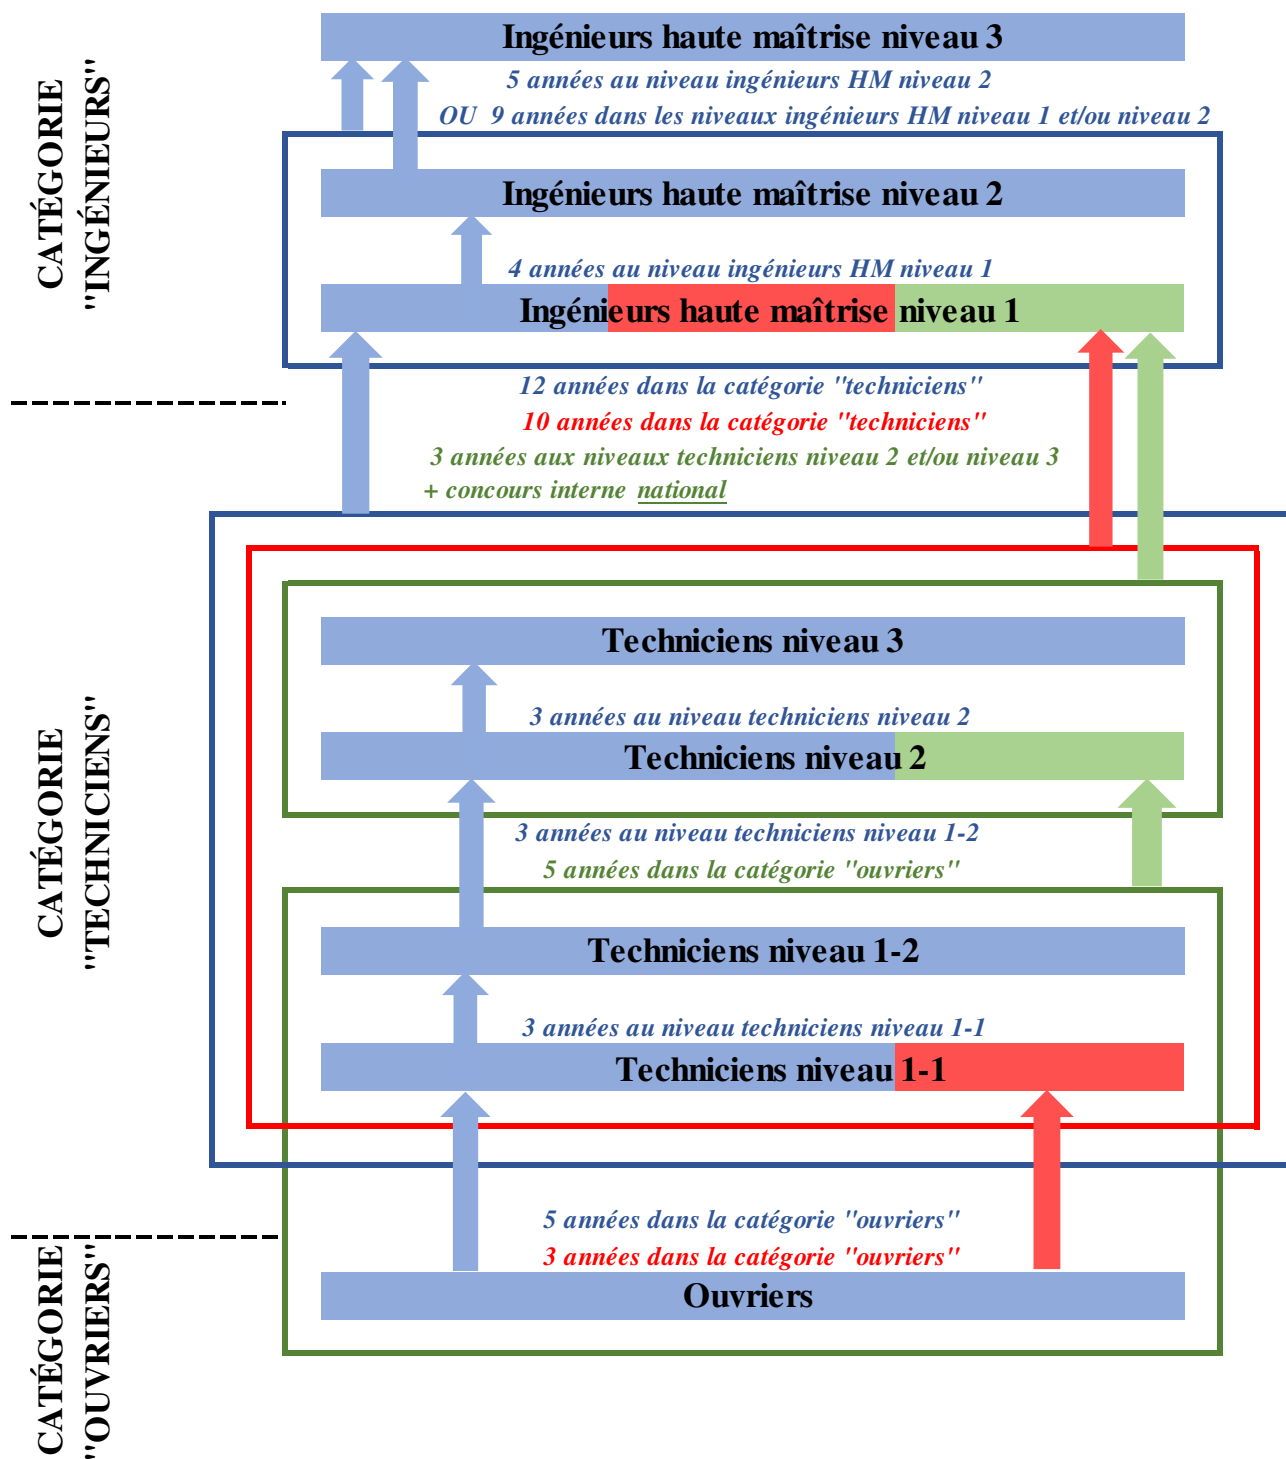 CATÉGORIE
"INGÉNIEURS"
Ingénieurs haute maîtrise niveau 3
5 années au niveau ingénieurs HM niveau 2
OU 9 années dans les niveaux ingénieurs HM niveau 1 et/ou niveau 2
Ingénieurs haute maîtrise niveau 2
4 années au niveau ingénieurs HM niveau 1
Ingénieurs haute maîtrise niveau 1
12 années dans la catégorie "techniciens"
10 années dans la catégorie "techniciens"
3 années aux niveaux techniciens niveau 2 et/ou niveau 3
+ concours interne national
CATÉGORIE
"TECHNICIENS"
Techniciens niveau 3
3 années au niveau techniciens niveau 2
Techniciens niveau 2
3 années au niveau techniciens niveau 1-2
5 années dans la catégorie "ouvriers"
Techniciens niveau 1-2
3 années au niveau techniciens niveau 1-1
Techniciens niveau 1-1
5 années dans la catégorie "ouvriers"
3 années dans la catégorie "ouvriers"
CATÉGORIE
"OUVRIERS"
Ouvriers